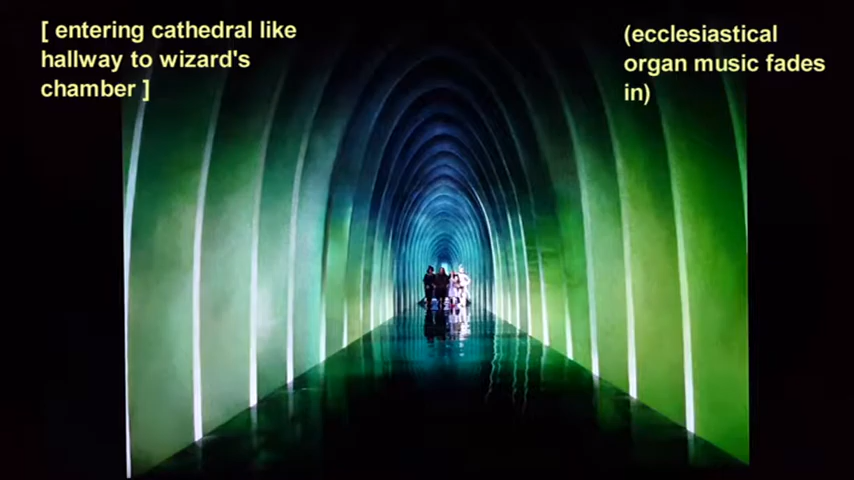 [ entering cathedral like
hallway to wizard's
chamber ]
(ecclesiastical
organ music fades
in)